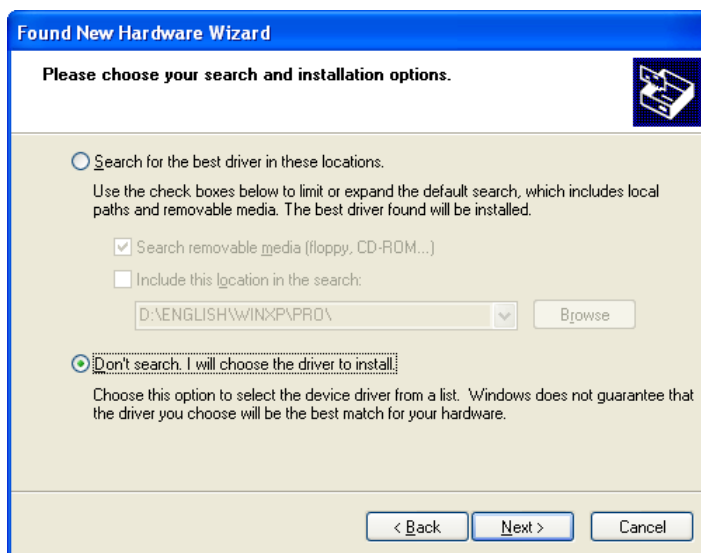 Found New Hardware Wizard
Please choose your search and installation options.
Search for the best driver in these locations.
Use the check boxes below to limit or expand the default search, which includes local
paths and removable media. The best driver found will be installed.
Search removable media (floppy, CD-ROM...)
Include this location in the search:
D:\ENGLISH\WINXP\PRO\
Browse
Don't search. I will choose the driver to install.
Choose this option to select the device driver from a list.  Windows does not guarantee that
the driver you choose will be the best match for your hardware.
< Back
Next >
Cancel